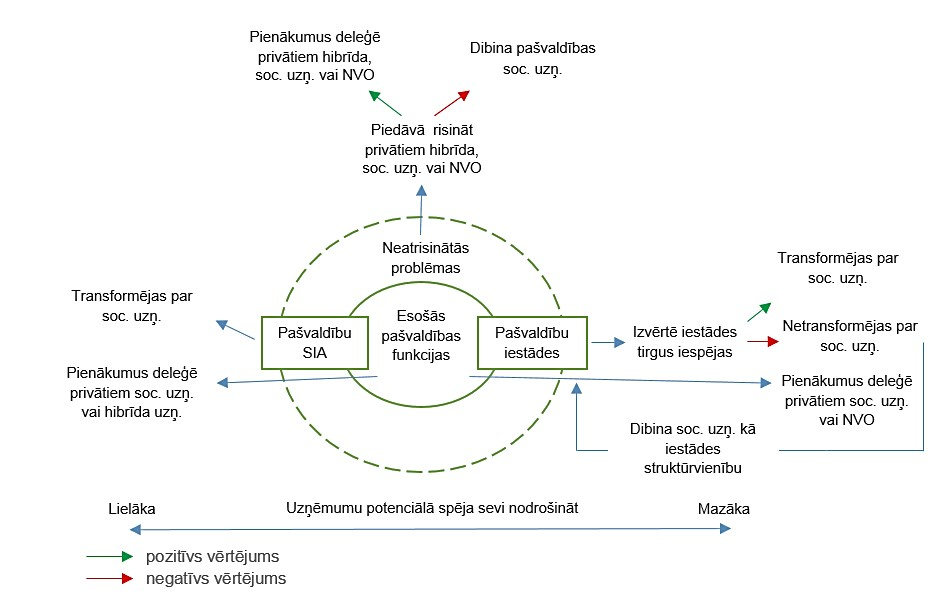 Pienākumus deleģē
privātiem hibrīda,
soc. uzņ. vai NVO
Dibina pašvaldības
soc. uzņ.
Piedāvā risināt
privātiem hibrīda,
soc. uzņ. vai NVO
Neatrisinātās
problēmas
Transformējas par
soc. uzņ.
Transformējas par
soc. uzņ.
Pašvaldību
SIA
Esošās
pašvaldības
funkcijas
Pašvaldību
iestādes
Izvērtē iestādes
tirgus iespējas
Netransformējas par
soc. uzņ.
Pienākumus deleģē
privātiem soc. uzņ.
vai hibrīda uzņ.
Pienākumus deleģē
privātiem soc. uzņ.
vai NVO
Dibina soc. uzņ. kā
iestādes
struktūrvienību
Lielāka
Uzņēmumu potenciālā spēja sevi nodrošināt
Mazāka
pozitīvs vērtējums
negatīvs vērtējums